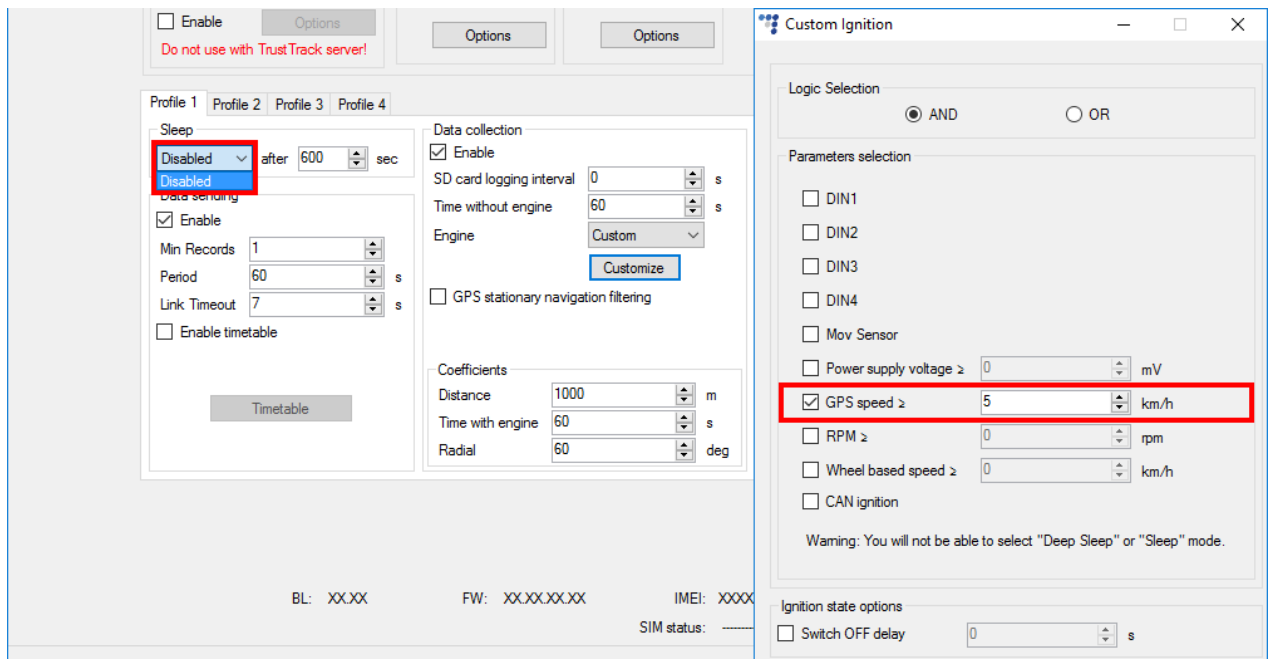 Enable
Options
Do not use with TrustTrack server!
Options
Options
Profile 1 Profile 2 Profile 3 Profile 4
Sleep
Disabled after 600 sec
Disabled
Data sending
Enable
Min Records 1
Period 60 s
Link Timeout 7 s
Enable timetable
Timetable
Data collection
Enable
SD card logging interval 0 s
Time without engine 60 s
Engine Custom
Customize
GPS stationary navigation filtering
Coefficients
Distance 1000 m
Time with engine 60 s
Radial 60 deg
BL: XX.XX FW: XX.XX.XX.XX IMEI: XXXX
SIM status: --------
Custom Ignition
Logic Selection
AND OR
Parameters selection
DIN1
DIN2
DIN3
DIN4
Mov Sensor
Power supply voltage ≥ 0 mV
GPS speed ≥ 5 km/h
RPM ≥ 0 rpm
Wheel based speed ≥ 0 km/h
CAN ignition
Warning: You will not be able to select "Deep Sleep" or "Sleep" mode.
Ignition state options
Switch OFF delay 0 s